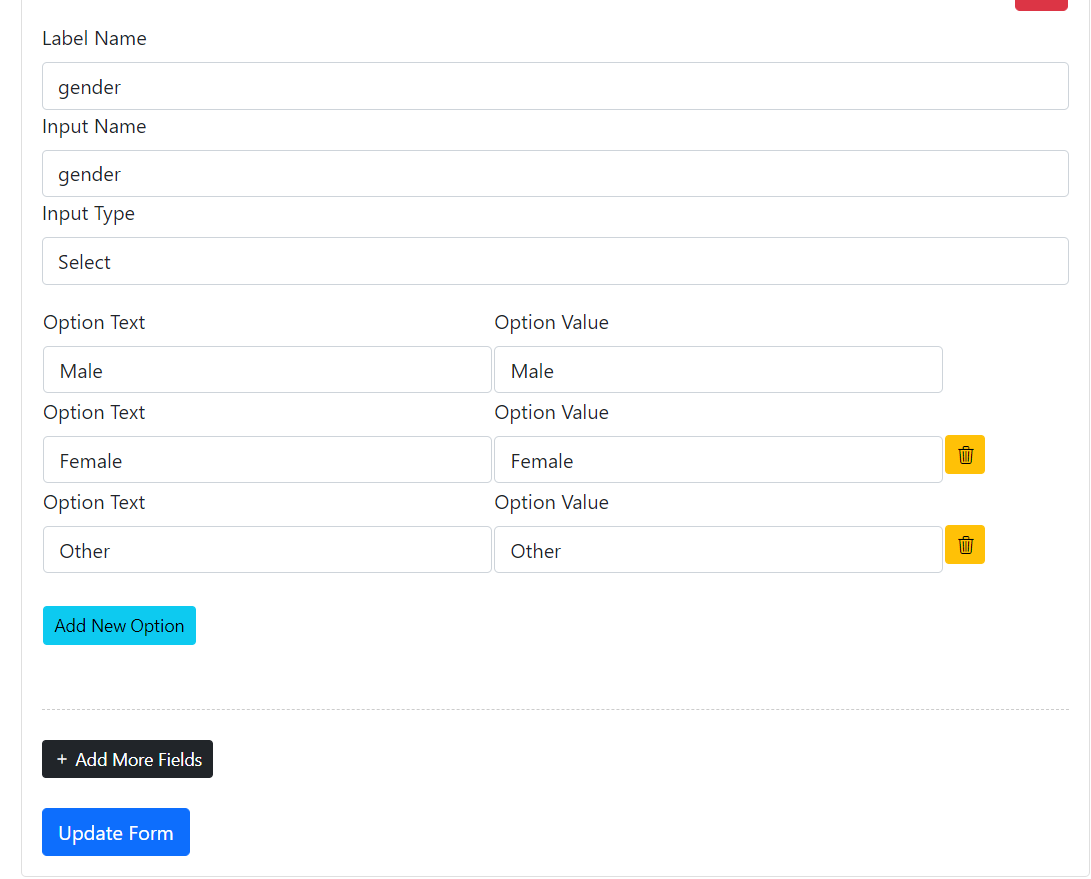 Label Name
gender
Input Name
gender
Input Type
Select
Option Text Option Value
Male Male
Option Text Option Value
Female Female
Option Text Option Value
Other Other
Add New Option
+ Add More Fields
Update Form